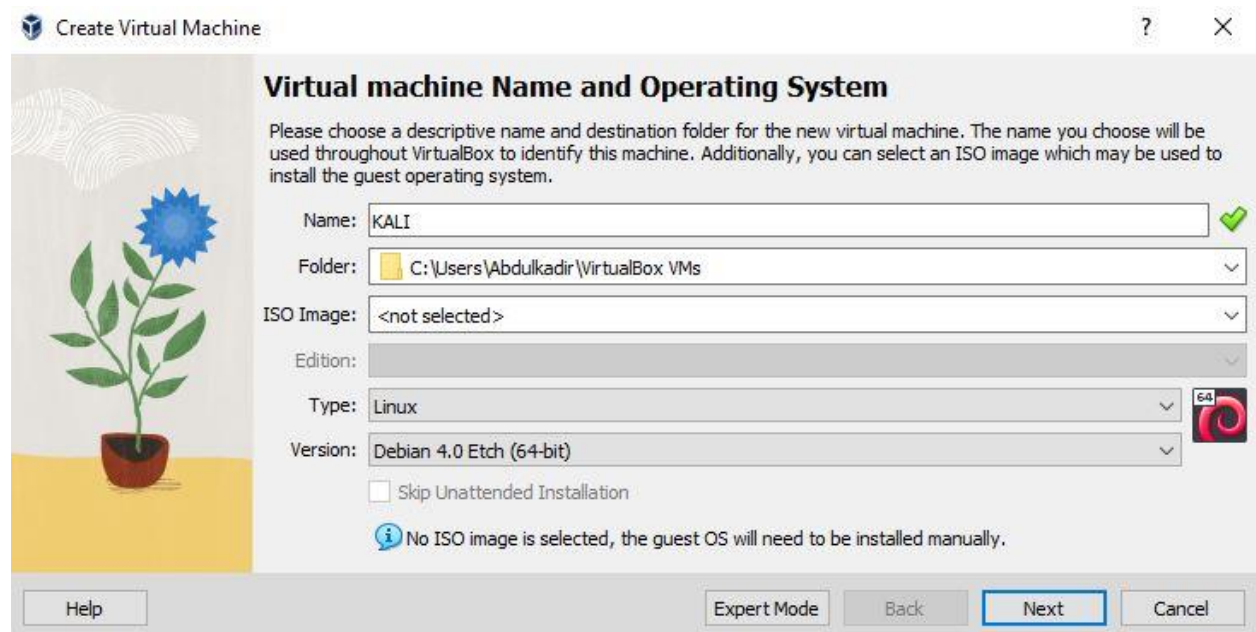 Create Virtual Machine
?
Virtual machine Name and Operating System
Please choose a descriptive name and destination folder for the new virtual machine. The name you choose will be
used throughout VirtualBox to identify this machine. Additionally, you can select an ISO image which may be used to
install the guest operating system.
Name: KALI
Folder: C:\Users\Abdulkadir\VirtualBox VMs
ISO Image: <not selected>
Edition:
Type: Linux
64
Version: Debian 4.0 Etch (64-bit)
Skip Unattended Installation
No ISO image is selected, the guest OS will need to be installed manually.
Help Expert Mode Back Next Cancel